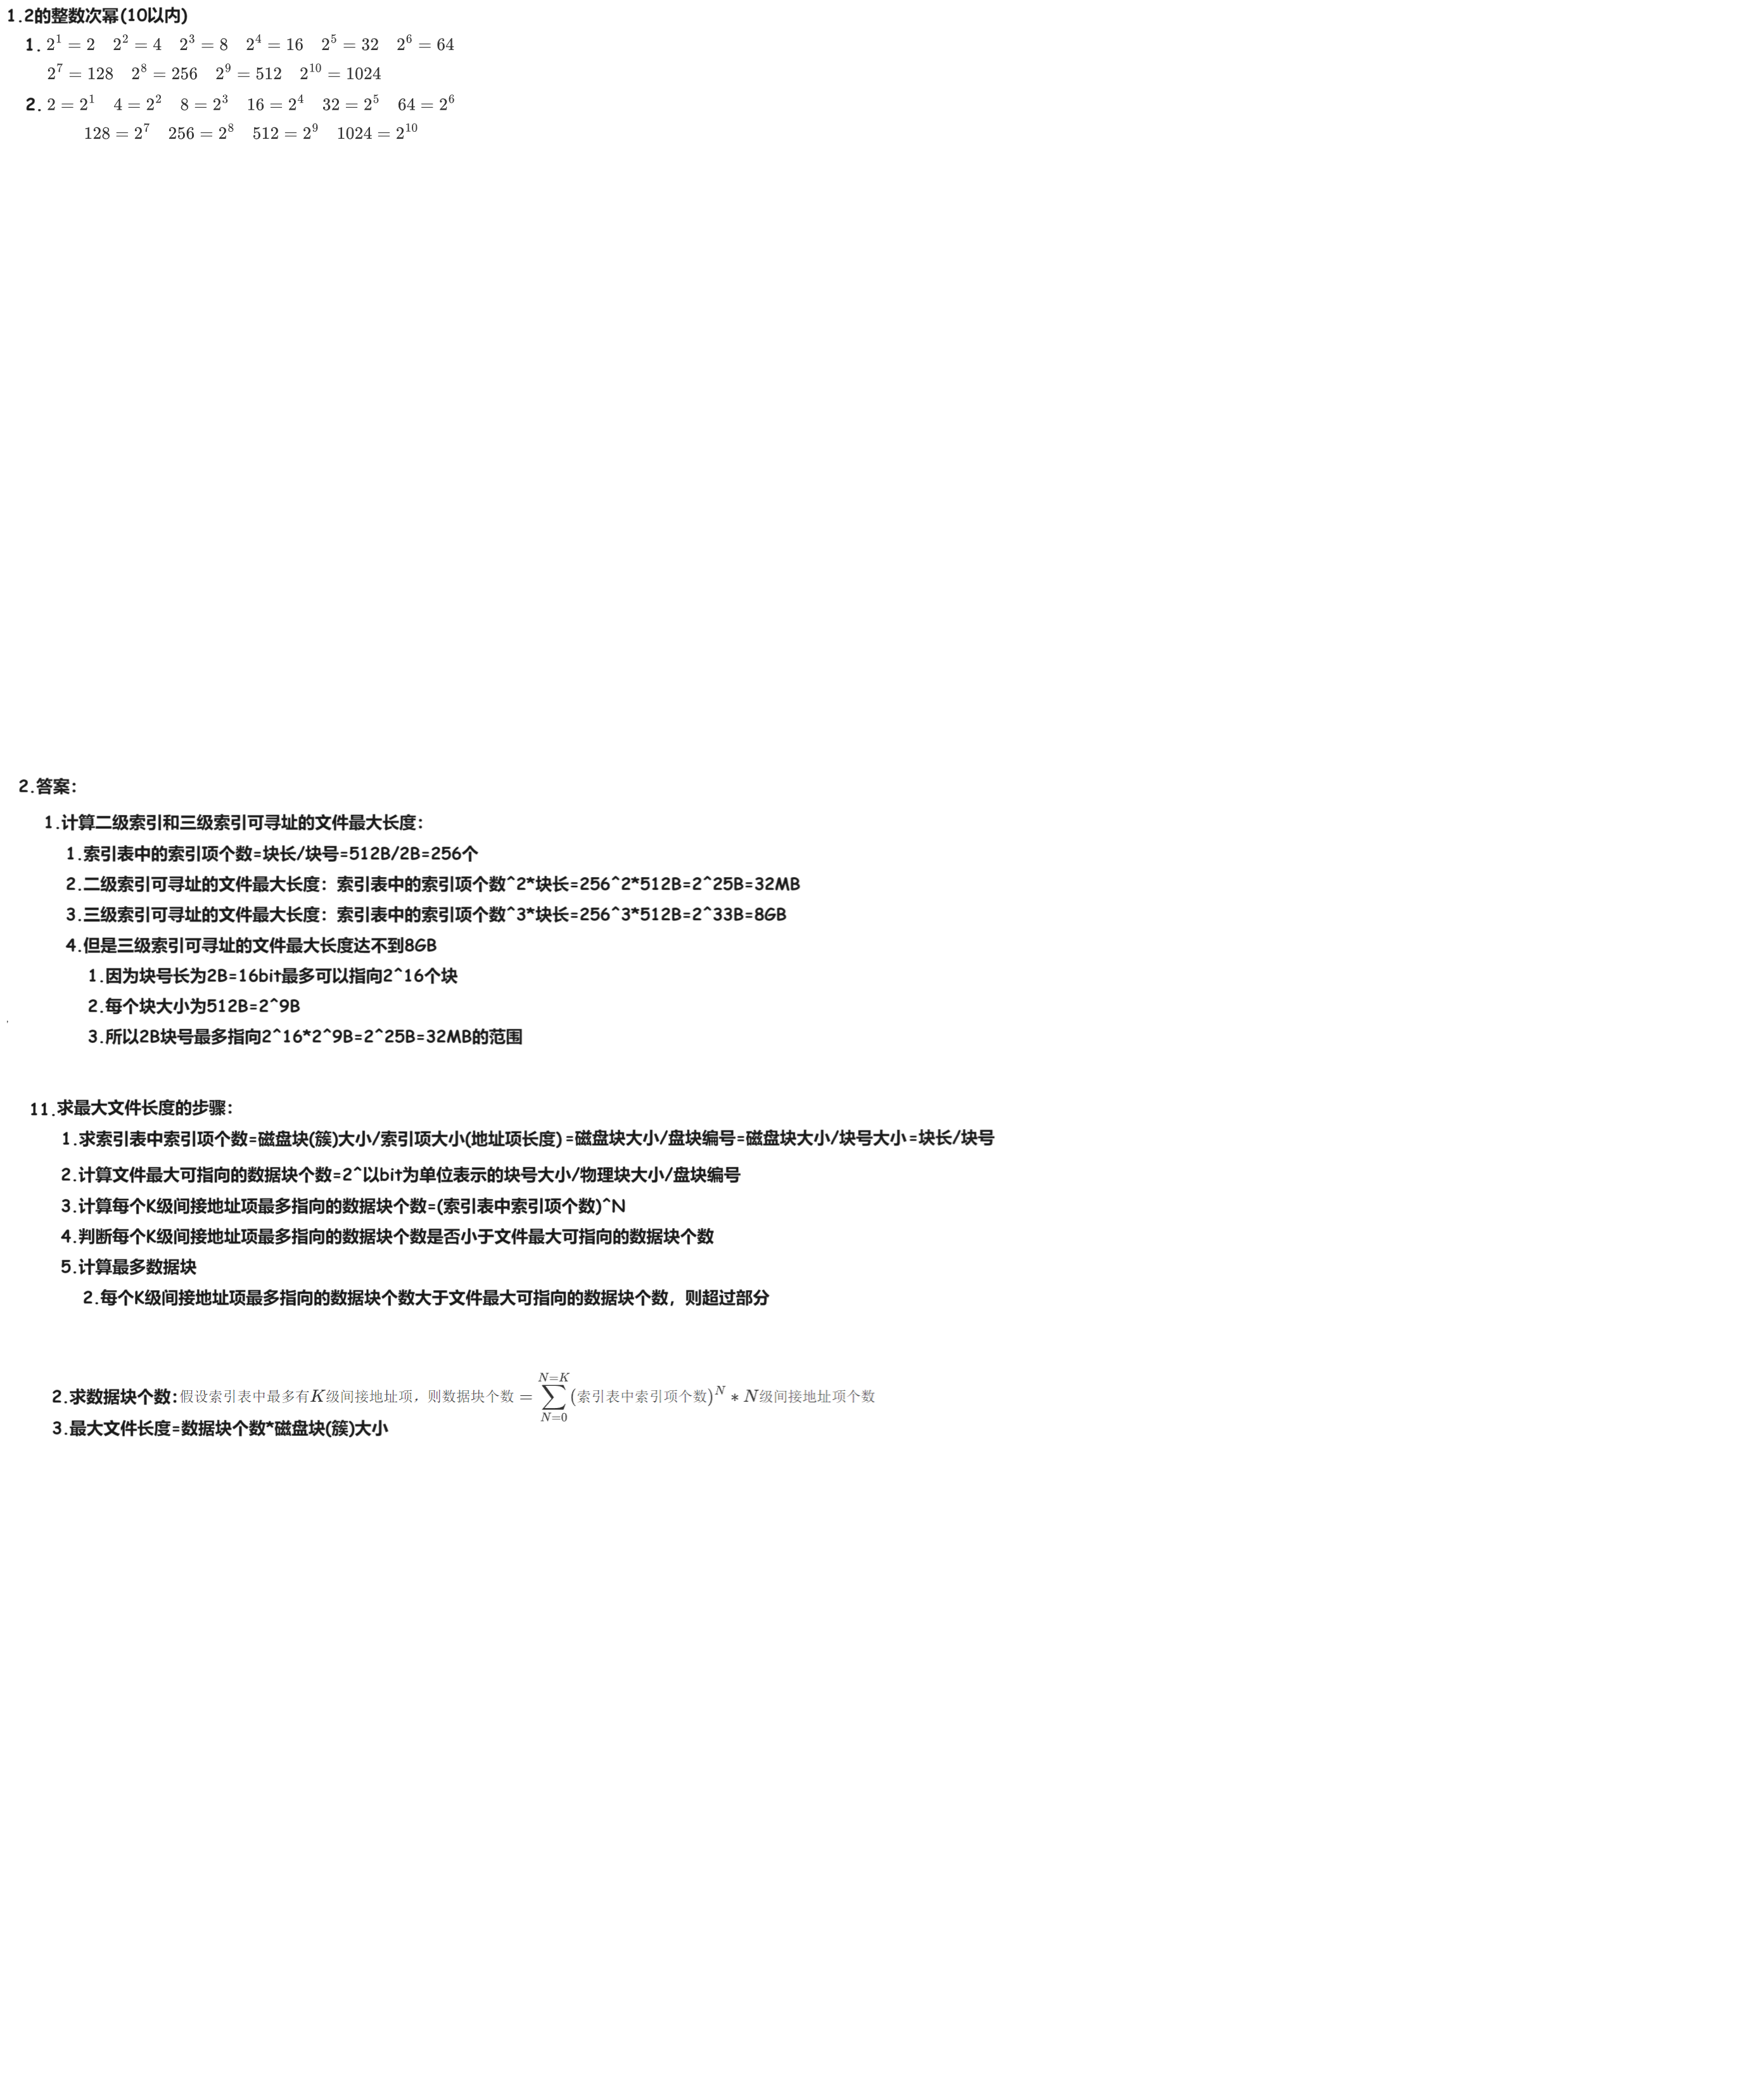 1.2的整数次幂(10以内)
1. 2^1 = 2 2^2 = 4 2^3 = 8 2^4 = 16 2^5 = 32 2^6 = 64
2^7 = 128 2^8 = 256 2^9 = 512 2^10 = 1024
2. 2 = 2^1 4 = 2^2 8 = 2^3 16 = 2^4 32 = 2^5 64 = 2^6
128 = 2^7 256 = 2^8 512 = 2^9 1024 = 2^10
2.答案:
1.计算二级索引和三级索引可寻址的文件最大长度:
1.索引表中的索引项个数=块长/块号=512B/2B=256个
2.二级索引可寻址的文件最大长度：索引表中的索引项个数^2*块长=256^2*512B=2^25B=32MB
3.三级索引可寻址的文件最大长度：索引表中的索引项个数^3*块长=256^3*512B=2^33B=8GB
4.但是三级索引可寻址的文件最大长度达不到8GB
1.因为块号长为2B=16bit最多可以指向2^16个块
2.每个块大小为512B=2^9B
3.所以2B块号最多指向2^16*2^9B=2^25B=32MB的范围
11.求最大文件长度的步骤:
1.求索引表中索引项个数=磁盘块(簇)大小/索引项大小(地址项长度)=磁盘块大小/盘块编号=磁盘块大小/块号大小=块长/块号
2.计算文件最大可指向的数据块个数=2^以bit为单位表示的块号大小/物理块大小/盘块编号
3.计算每个K级间接地址项最多指向的数据块个数=(索引表中索引项个数)^N
4.判断每个K级间接地址项最多指向的数据块个数是否小于文件最大可指向的数据块个数
5.计算最多数据块
2.每个K级间接地址项最多指向的数据块个数大于文件最大可指向的数据块个数，则超过部分
2.求数据块个数:假设索引表中最多有K级间接地址项，则数据块个数 = ∑_{N=0}^{N=K} (索引表中索引项个数)^N * N级间接地址项个数
3.最大文件长度=数据块个数*磁盘块(簇)大小